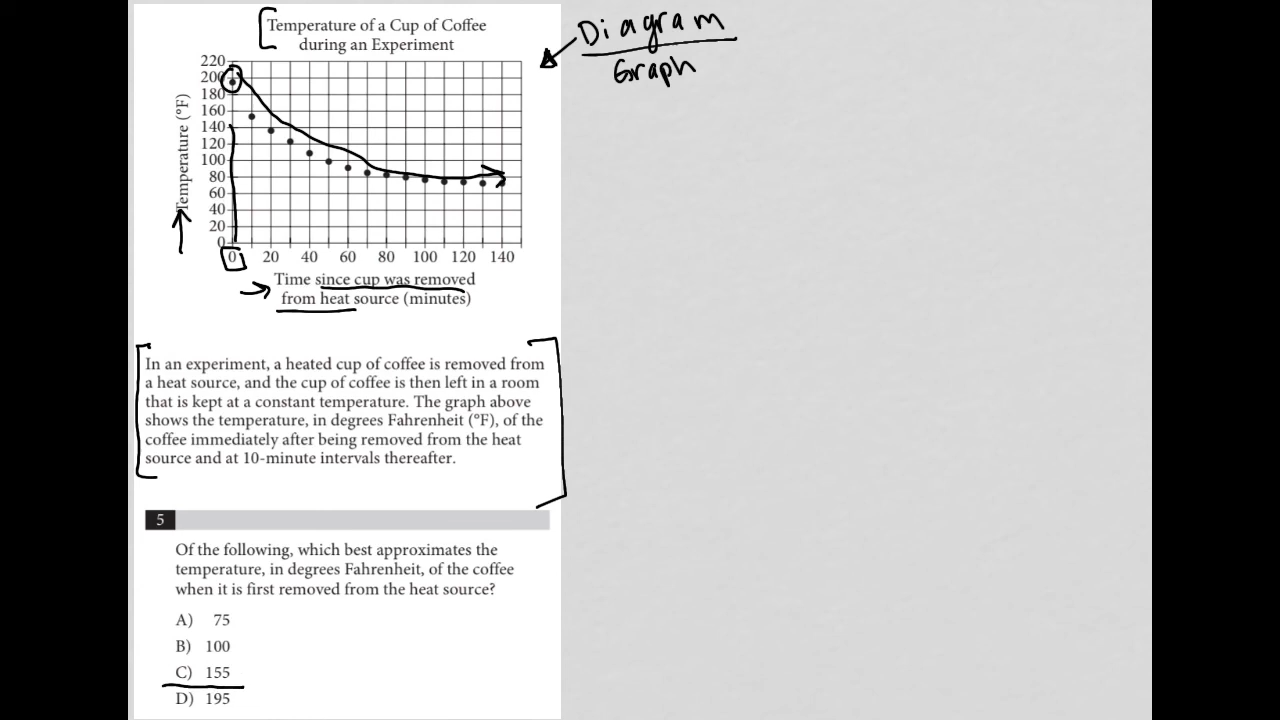 Temperature of a Cup of Coffee
during an Experiment
Diagram
Graph
220
200
180
160
140
120
100
80
60
40
20
0
Temperature (°F)
0 20 40 60 80 100 120 140
Time since cup was removed
from heat source (minutes)
In an experiment, a heated cup of coffee is removed from
a heat source, and the cup of coffee is then left in a room
that is kept at a constant temperature. The graph above
shows the temperature, in degrees Fahrenheit (°F), of the
coffee immediately after being removed from the heat
source and at 10-minute intervals thereafter.
5
Of the following, which best approximates the
temperature, in degrees Fahrenheit, of the coffee
when it is first removed from the heat source?
A) 75
B) 100
C) 155
D) 195